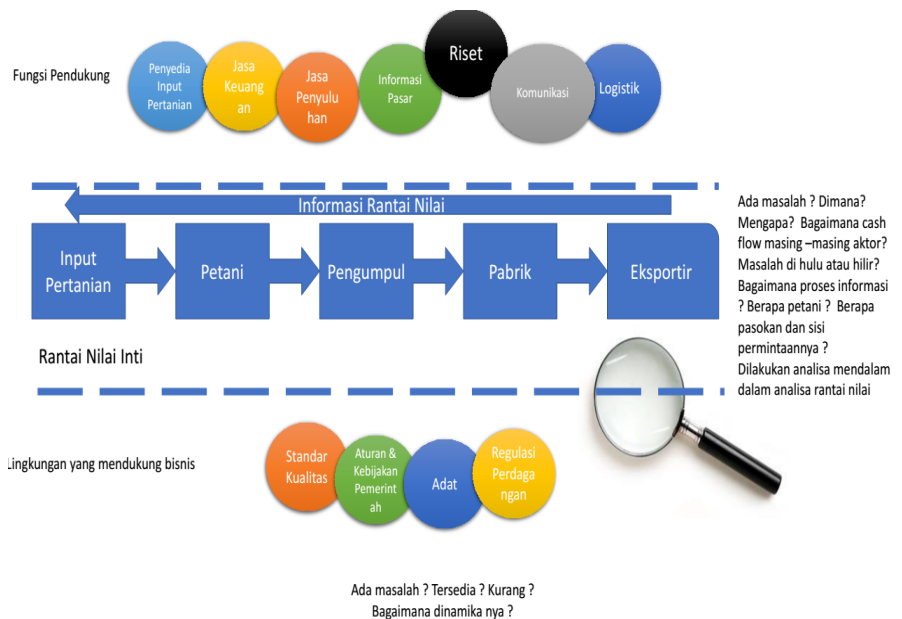 Fungsi Pendukung
Penyedia
Input
Pertanian
Jasa
Keuang
an
Jasa
Penyulu
han
Informasi
Pasar
Riset
Komunikasi
Logistik
Informasi Rantai Nilai
Input
Pertanian
Petani
Pengumpul
Pabrik
Eksportir
Ada masalah ? Dimana?
Mengapa? Bagaimana cash
flow masing –masing aktor?
Masalah di hulu atau hilir?
Bagaimana proses informasi
? Berapa petani ? Berapa
pasokan dan sisi
permintaannya ?
Dilakukan analisa mendalam
dalam analisa rantai nilai
Rantai Nilai Inti
Lingkungan yang mendukung bisnis
Standar
Kualitas
Aturan &
Kebijakan
Pemerint
ah
Adat
Regulasi
Perdaga
ngan
Ada masalah ? Tersedia ? Kurang ?
Bagaimana dinamika nya ?